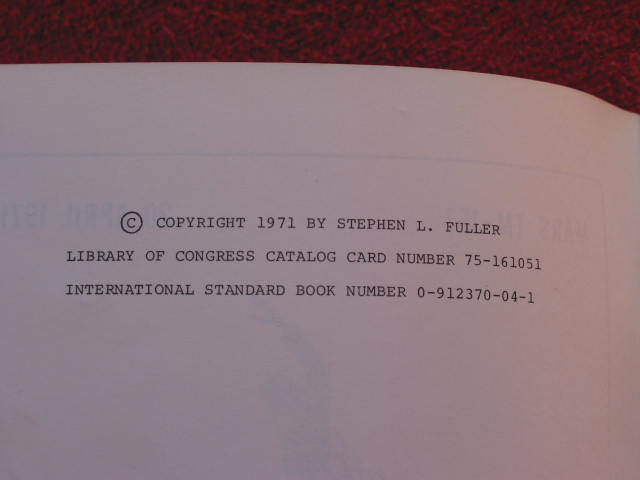 © COPYRIGHT 1971 BY STEPHEN L. FULLER
LIBRARY OF CONGRESS CATALOG CARD NUMBER 75-161051
INTERNATIONAL STANDARD BOOK NUMBER 0-912370-04-1